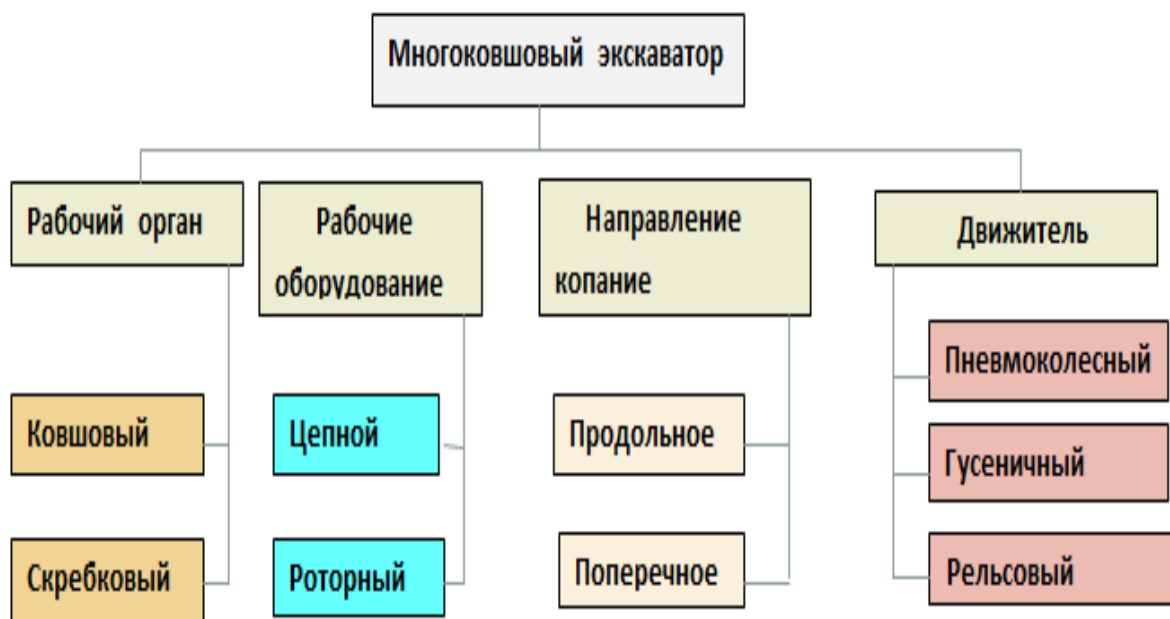 Многоковшовый экскаватор
Рабочий орган
Рабочие
оборудование
Направление
копание
Движитель
Ковшовый
Скребковый
Цепной
Роторный
Продольное
Поперечное
Пневмоколесный
Гусеничный
Рельсовый